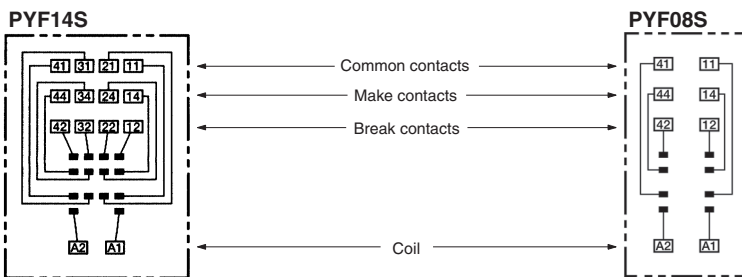 PYF14S PYF08S
41 31 21 11 Common contacts 41 11
44 34 24 14 Make contacts 44 14
42 32 22 12 Break contacts 42 12
A2 A1 Coil A2 A1